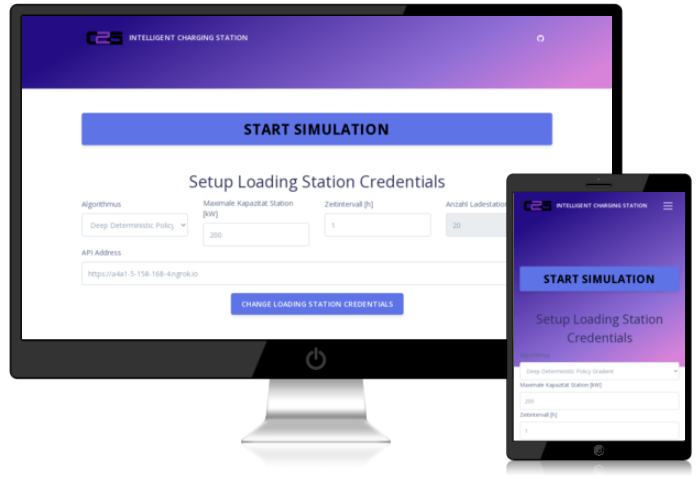 INTELLIGENT CHARGING STATION
START SIMULATION
Setup Loading Station Credentials
Algorithmus
Maximale Kapazität Station [kW]
Zeitintervall [h]
Anzahl Ladestation
Deep Deterministic Policy
200
1
20
API Address
https://a4a1-5-158-168-4.ngrok.io
CHANGE LOADING STATION CREDENTIALS
INTELLIGENT CHARGING STATION
START SIMULATION
Setup Loading Station
Credentials
Algorithmus
Deep Deterministic Policy Gradient
Maximale Kapazität Station [kW]
200
Zeitintervall [h]
1